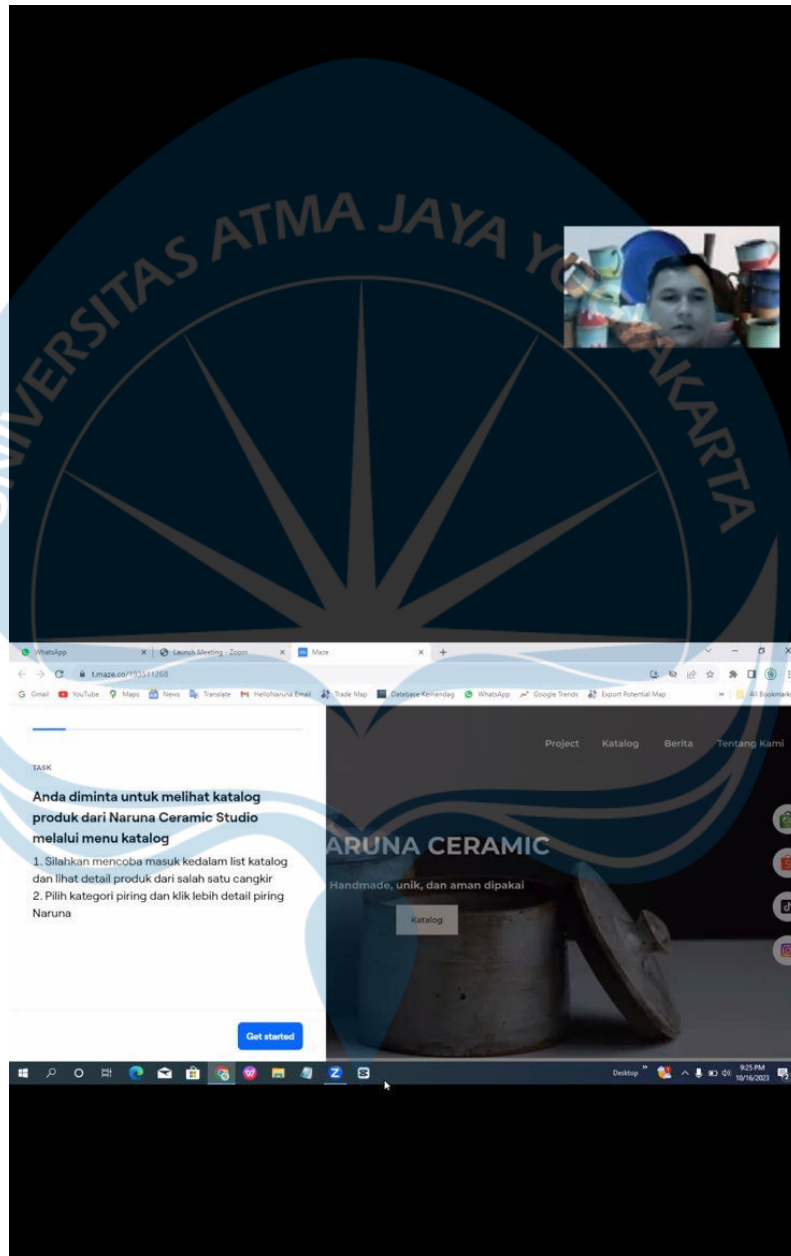 UNIVERSITAS ATMA JAYA YOGYAKARTA
WhatsApp
Launch Meeting - Zoom
Maze
t.maze.co/193511268
Gmail YouTube Maps News Translate HelloNaruna Email Trade Map Database Kemendag WhatsApp Google Trends Export Potential Map » All Bookmarks
Project Katalog Berita Tentang Kami
TASK
Anda diminta untuk melihat katalog
produk dari Naruna Ceramic Studio
melalui menu katalog
1. Silahkan mencoba masuk kedalam list katalog
dan lihat detail produk dari salah satu cangkir
2. Pilih kategori piring dan klik lebih detail piring
Naruna
ARUNA CERAMIC
Handmade, unik, dan aman dipakai
Katalog
Get started
Desktop
9:25 PM
10/16/2023